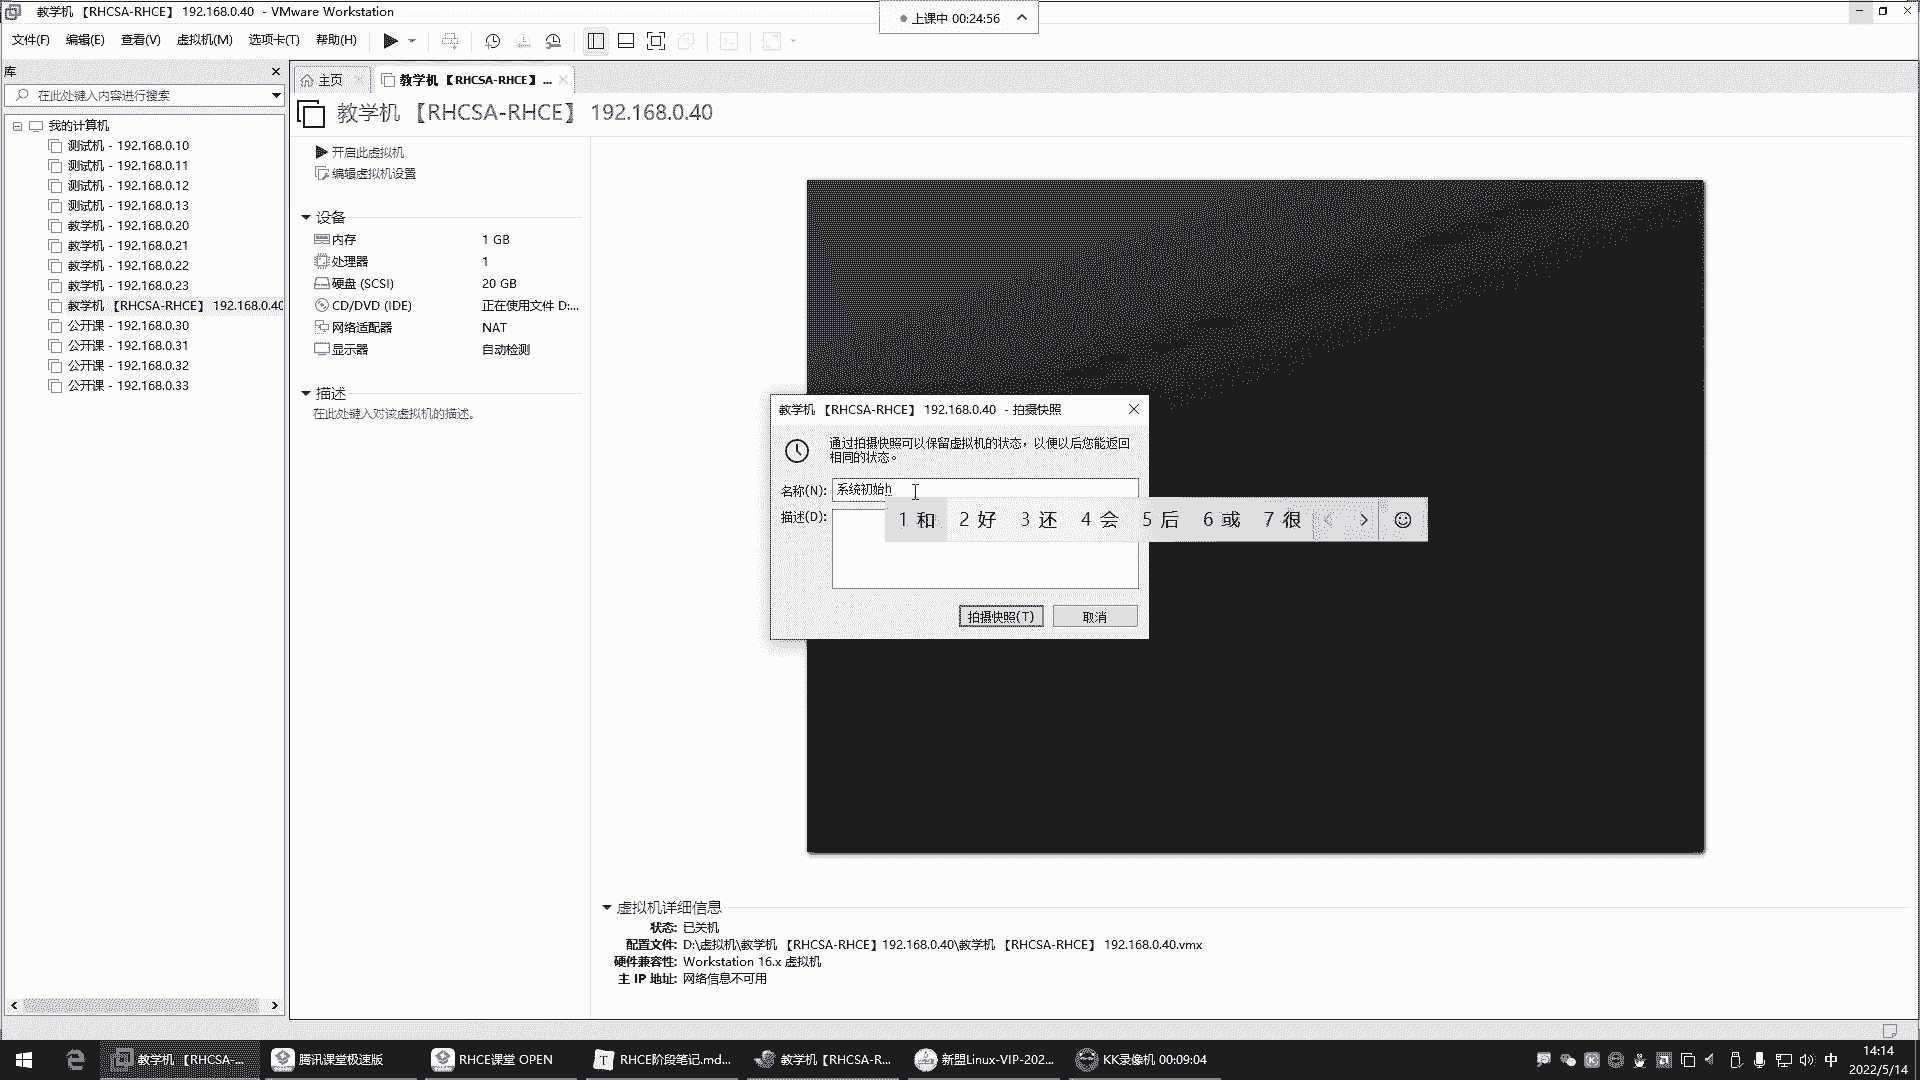 教学机 【RHCSA-RHCE】 192.168.0.40 - VMware Workstation
上课中 00:24:56
文件(F) 编辑(E) 查看(V) 虚拟机(M) 选项卡(T) 帮助(H)
库
在此处键入内容进行搜索
我的计算机
测试机 - 192.168.0.10
测试机 - 192.168.0.11
测试机 - 192.168.0.12
测试机 - 192.168.0.13
教学机 - 192.168.0.20
教学机 - 192.168.0.21
教学机 - 192.168.0.22
教学机 - 192.168.0.23
教学机 【RHCSA-RHCE】 192.168.0.40
公开课 - 192.168.0.30
公开课 - 192.168.0.31
公开课 - 192.168.0.32
公开课 - 192.168.0.33
主页 教学机 【RHCSA-RHCE】 ...
教学机 【RHCSA-RHCE】 192.168.0.40
开启此虚拟机
编辑虚拟机设置
设备
内存 1 GB
处理器 1
硬盘 (SCSI) 20 GB
CD/DVD (IDE) 正在使用文件 D:...
网络适配器 NAT
显示器 自动检测
描述
在此处键入对该虚拟机的描述。
教学机 【RHCSA-RHCE】 192.168.0.40 - 拍摄快照
通过拍摄快照可以保留虚拟机的状态，以便以后您能返回
相同的状态。
名称(N): 系统初始h
描述(D):
1 和 2 好 3 还 4 会 5 后 6 或 7 很
拍摄快照(T) 取消
虚拟机详细信息
状态: 已关机
配置文件: D:\虚拟机\教学机 【RHCSA-RHCE】192.168.0.40\教学机 【RHCSA-RHCE】 192.168.0.40.vmx
硬件兼容性: Workstation 16.x 虚拟机
主 IP 地址: 网络信息不可用
教学机 【RHCSA-... 腾讯课堂极速版 RHCE课堂 OPEN RHCE阶段笔记.md... 教学机【RHCSA-R... 新盟Linux-VIP-202... KK录像机 00:09:04
中
14:14
2022/5/14